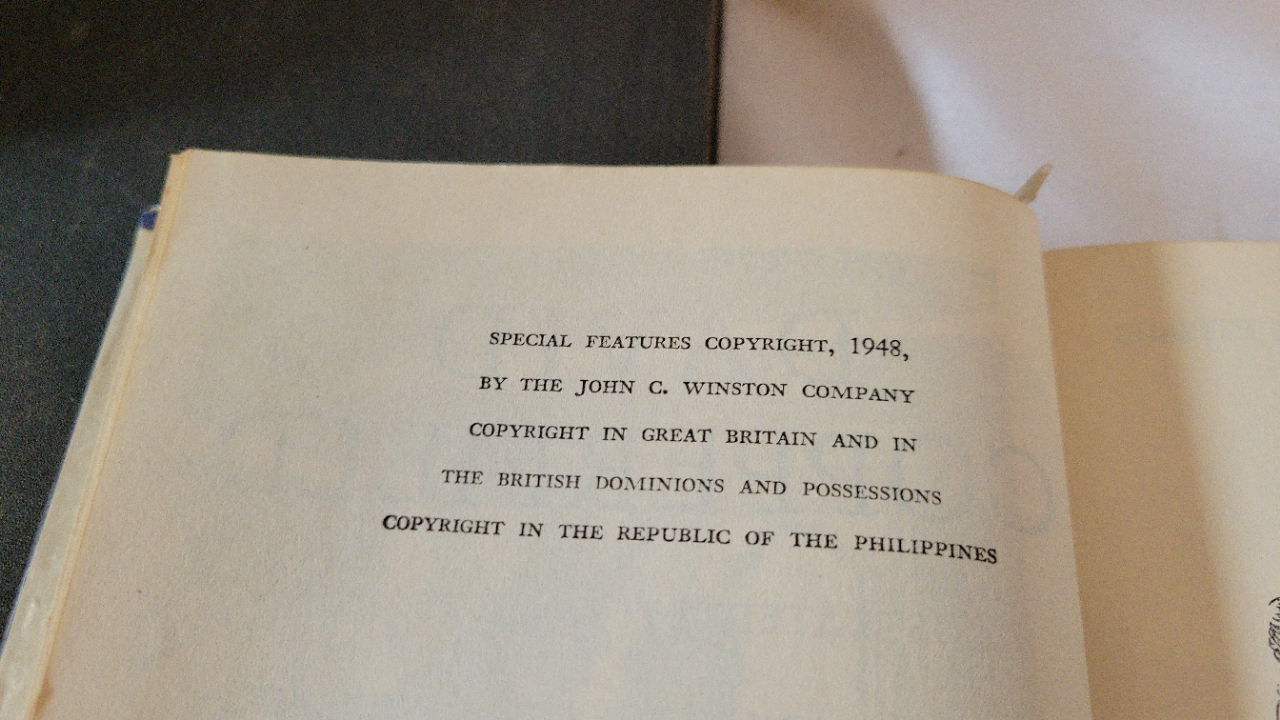 SPECIAL FEATURES COPYRIGHT, 1948,
BY THE JOHN C. WINSTON COMPANY
COPYRIGHT IN GREAT BRITAIN AND IN
THE BRITISH DOMINIONS AND POSSESSIONS
COPYRIGHT IN THE REPUBLIC OF THE PHILIPPINES